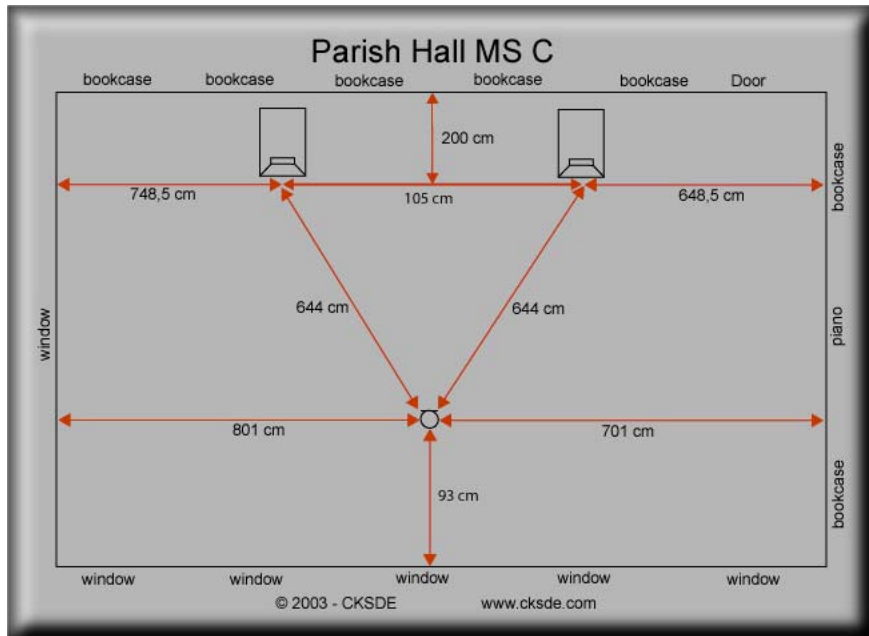 Parish Hall MS C
bookcase bookcase bookcase bookcase bookcase Door
200 cm
bookcase
748,5 cm
105 cm
648,5 cm
window
644 cm
644 cm
piano
801 cm
701 cm
93 cm
bookcase
window window window window window
© 2003 - CKSDE www.cksde.com